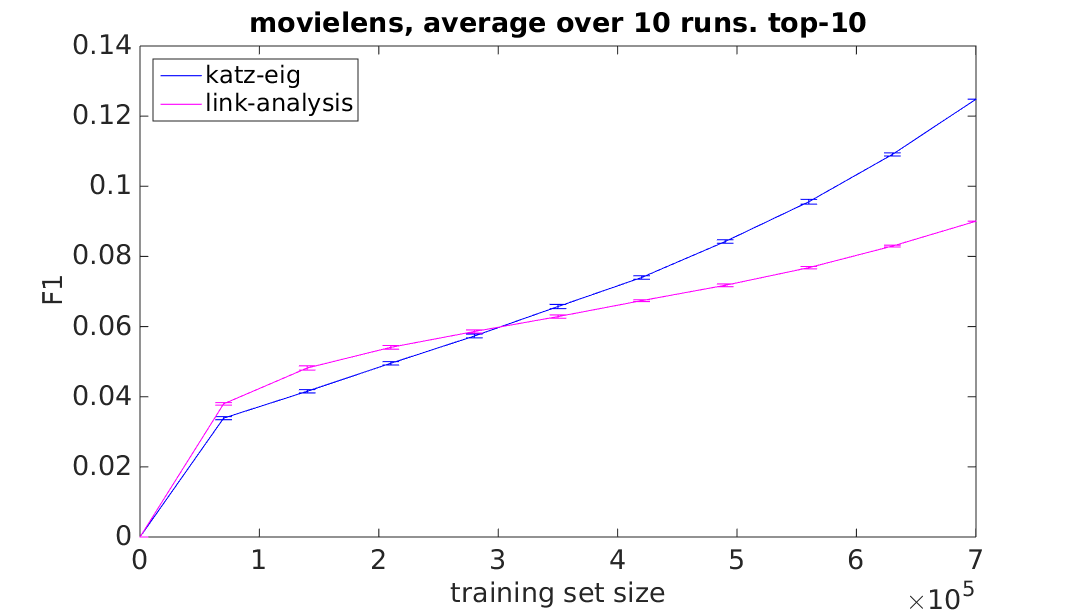 movielens, average over 10 runs. top-10
katz-eig
link-analysis
0.14
0.12
0.1
0.08
0.06
0.04
0.02
0
F1
0 1 2 3 4 5 6 7
training set size
×10^5